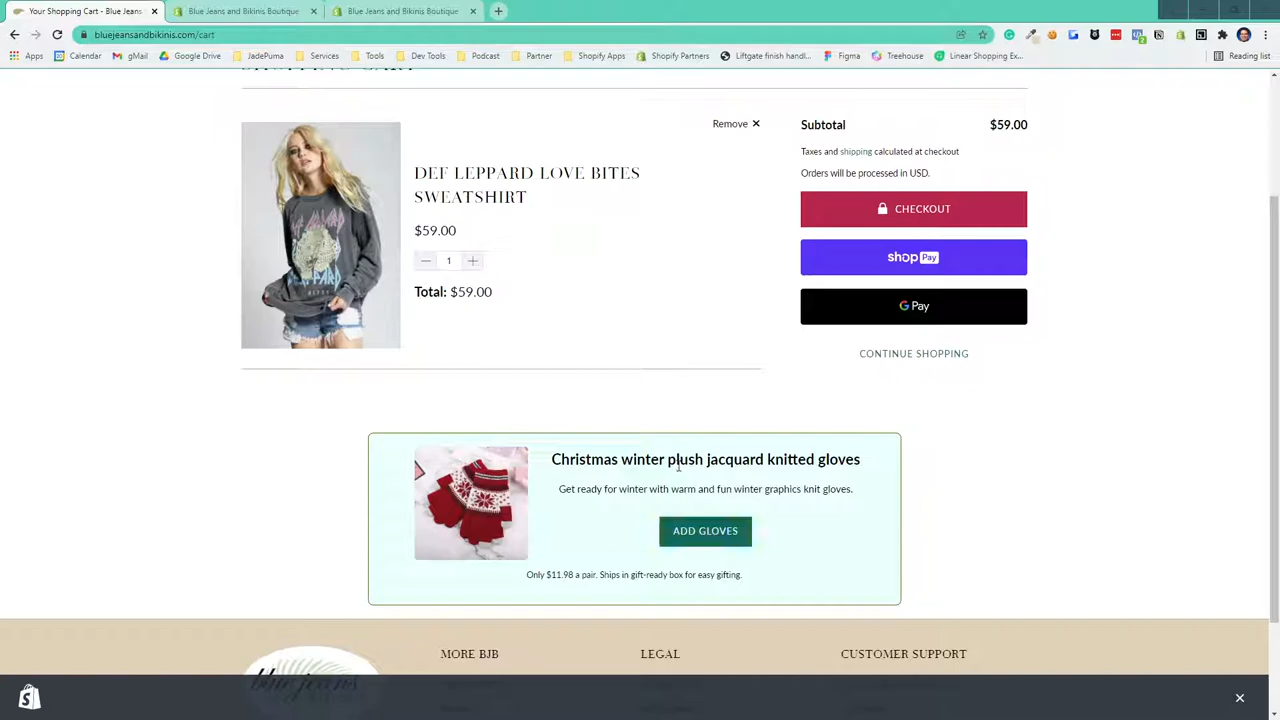 Your Shopping Cart - Blue Jeans
Blue Jeans and Bikinis Boutique
Blue Jeans and Bikinis Boutique
bluejeansandbikinis.com/cart
Apps
Calendar
gMail
Google Drive
JadePuma
Services
Tools
Dev Tools
Podcast
Partner
Shopify Apps
Shopify Partners
Liftgate finish handl...
Figma
Treehouse
Linear Shopping Ex...
Reading list
SHOPPING CART
Remove ✕
DEF LEPPARD LOVE BITES
SWEATSHIRT
$59.00
− 1 +
Total: $59.00
Subtotal $59.00
Taxes and shipping calculated at checkout
Orders will be processed in USD.
CHECKOUT
shop Pay
G Pay
CONTINUE SHOPPING
Christmas winter plush jacquard knitted gloves
Get ready for winter with warm and fun winter graphics knit gloves.
ADD GLOVES
Only $11.98 a pair. Ships in gift-ready box for easy gifting.
blue jeans
MORE BJB
LEGAL
CUSTOMER SUPPORT